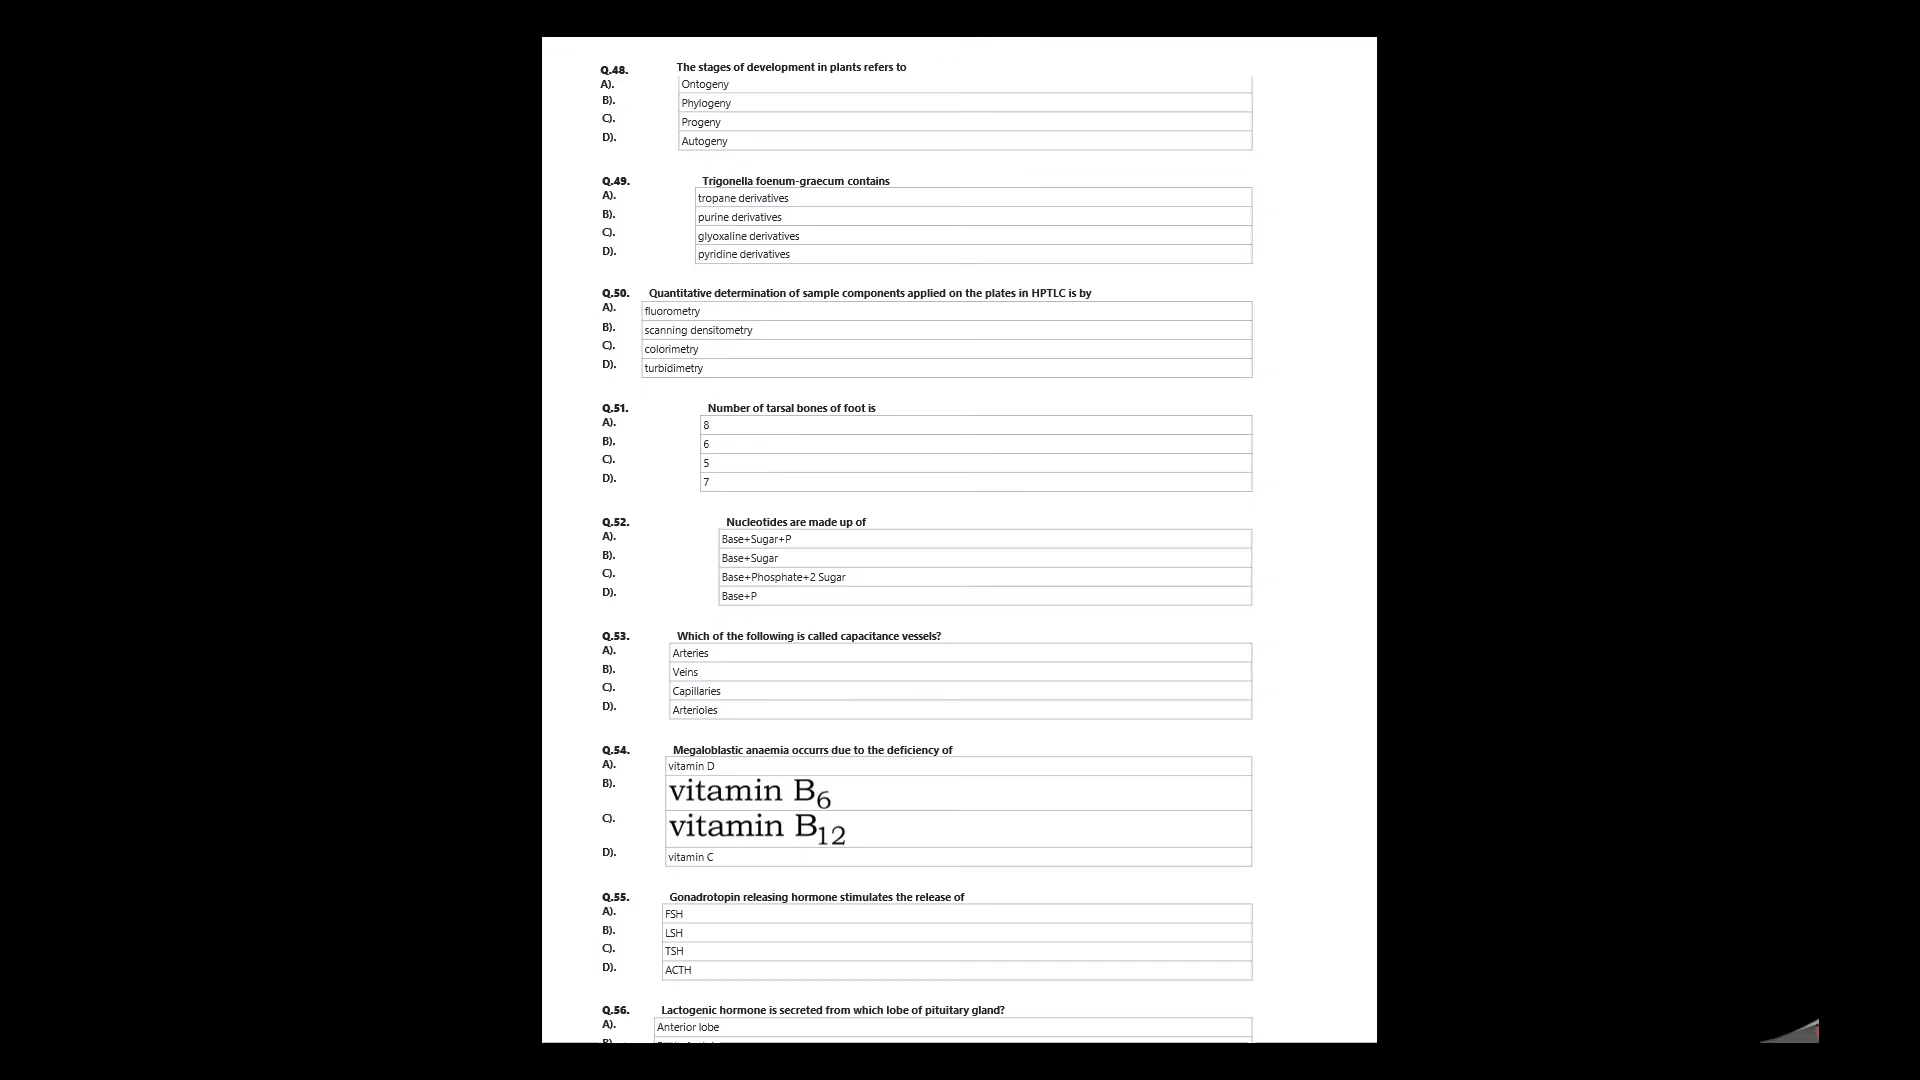 Q.48. The stages of development in plants refers to
A). Ontogeny
B). Phylogeny
C). Progeny
D). Autogeny
Q.49. Trigonella foenum-graecum contains
A). tropane derivatives
B). purine derivatives
C). glyoxaline derivatives
D). pyridine derivatives
Q.50. Quantitative determination of sample components applied on the plates in HPTLC is by
A). fluorometry
B). scanning densitometry
C). colorimetry
D). turbidimetry
Q.51. Number of tarsal bones of foot is
A). 8
B). 6
C). 5
D). 7
Q.52. Nucleotides are made up of
A). Base+Sugar+P
B). Base+Sugar
C). Base+Phosphate+2 Sugar
D). Base+P
Q.53. Which of the following is called capacitance vessels?
A). Arteries
B). Veins
C). Capillaries
D). Arterioles
Q.54. Megaloblastic anaemia occurrs due to the deficiency of
A). vitamin D
B). vitamin B6
C). vitamin B12
D). vitamin C
Q.55. Gonadrotopin releasing hormone stimulates the release of
A). FSH
B). LSH
C). TSH
D). ACTH
Q.56. Lactogenic hormone is secreted from which lobe of pituitary gland?
A). Anterior lobe
B).